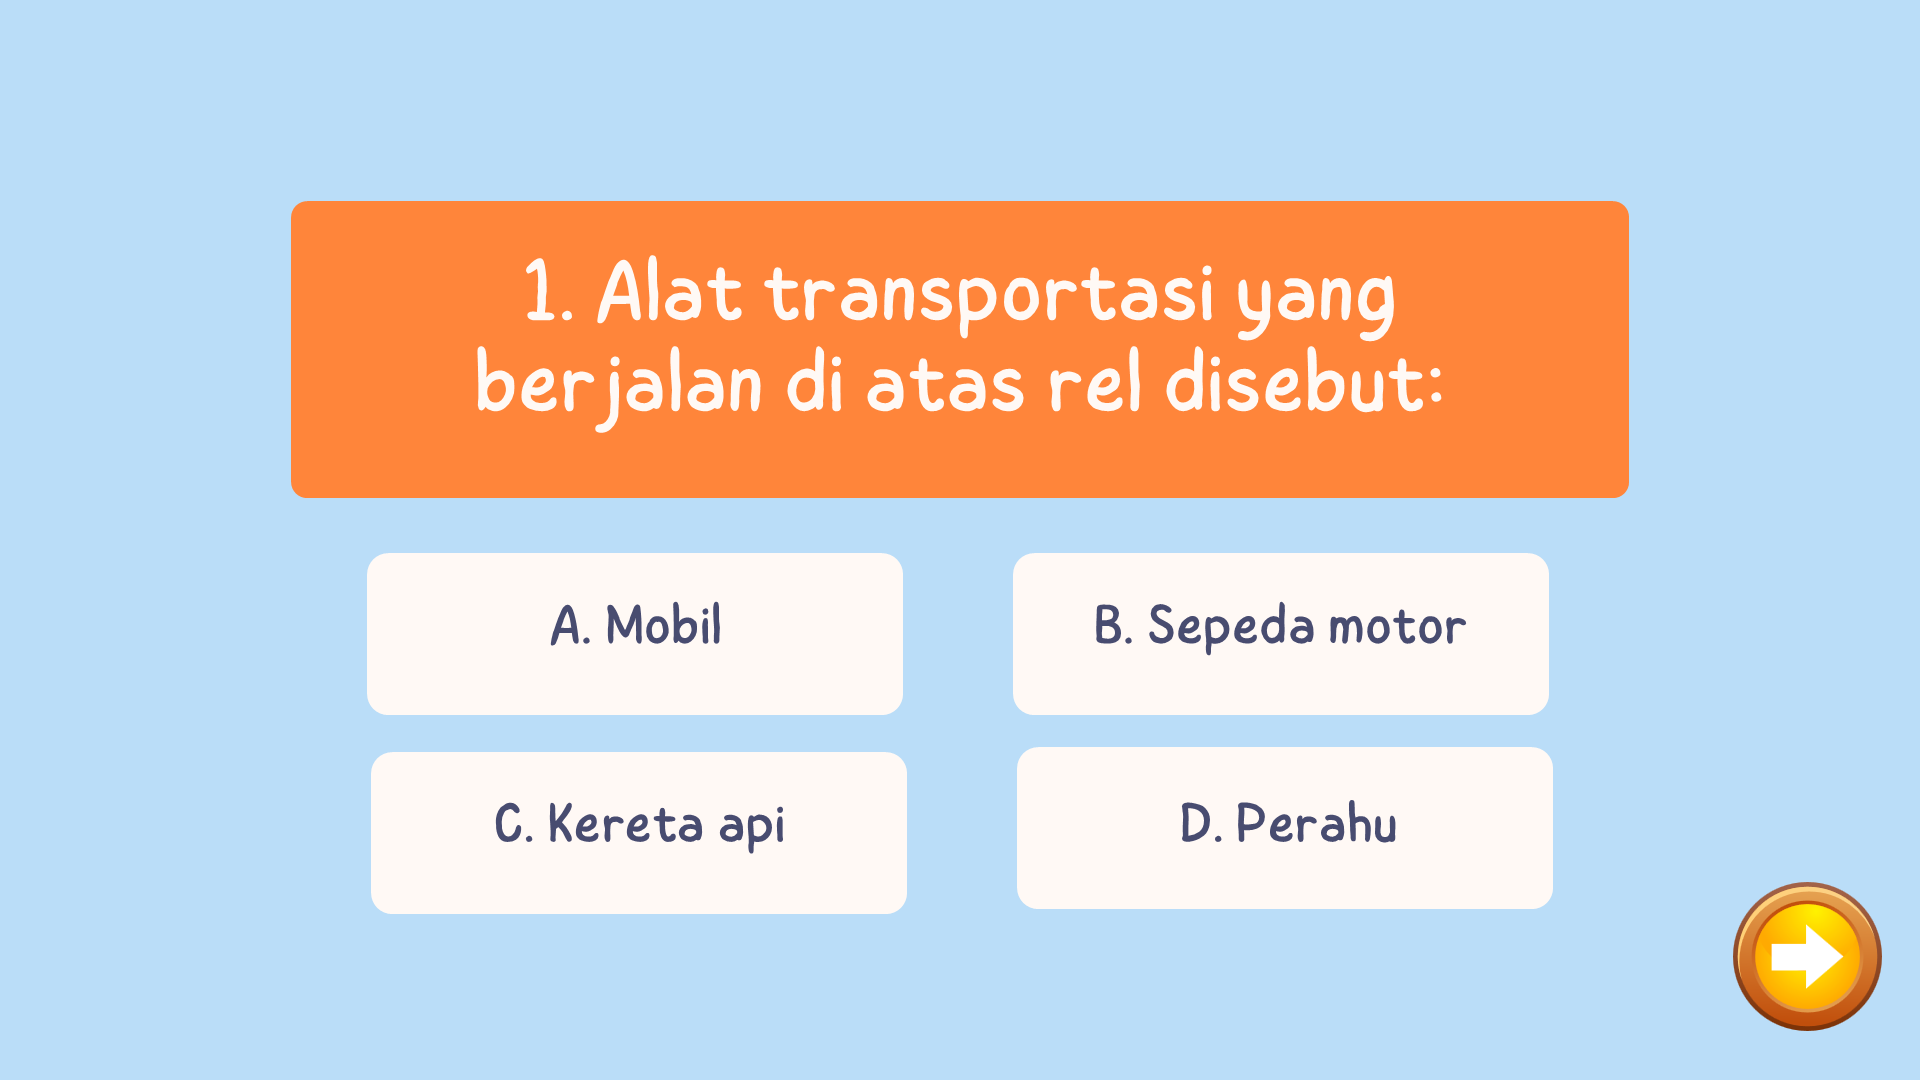 1. Alat transportasi yang
berjalan di atas rel disebut:
A. Mobil
B. Sepeda motor
C. Kereta api
D. Perahu